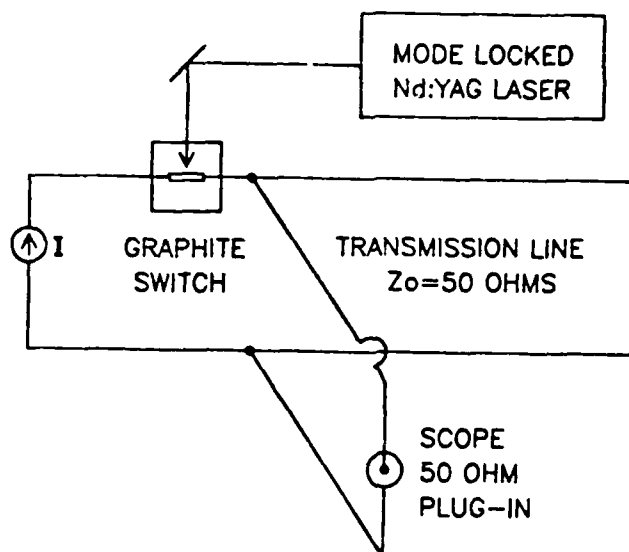 MODE LOCKED
Nd:YAG LASER
I
GRAPHITE
SWITCH
TRANSMISSION LINE
Zo=50 OHMS
SCOPE
50 OHM
PLUG-IN